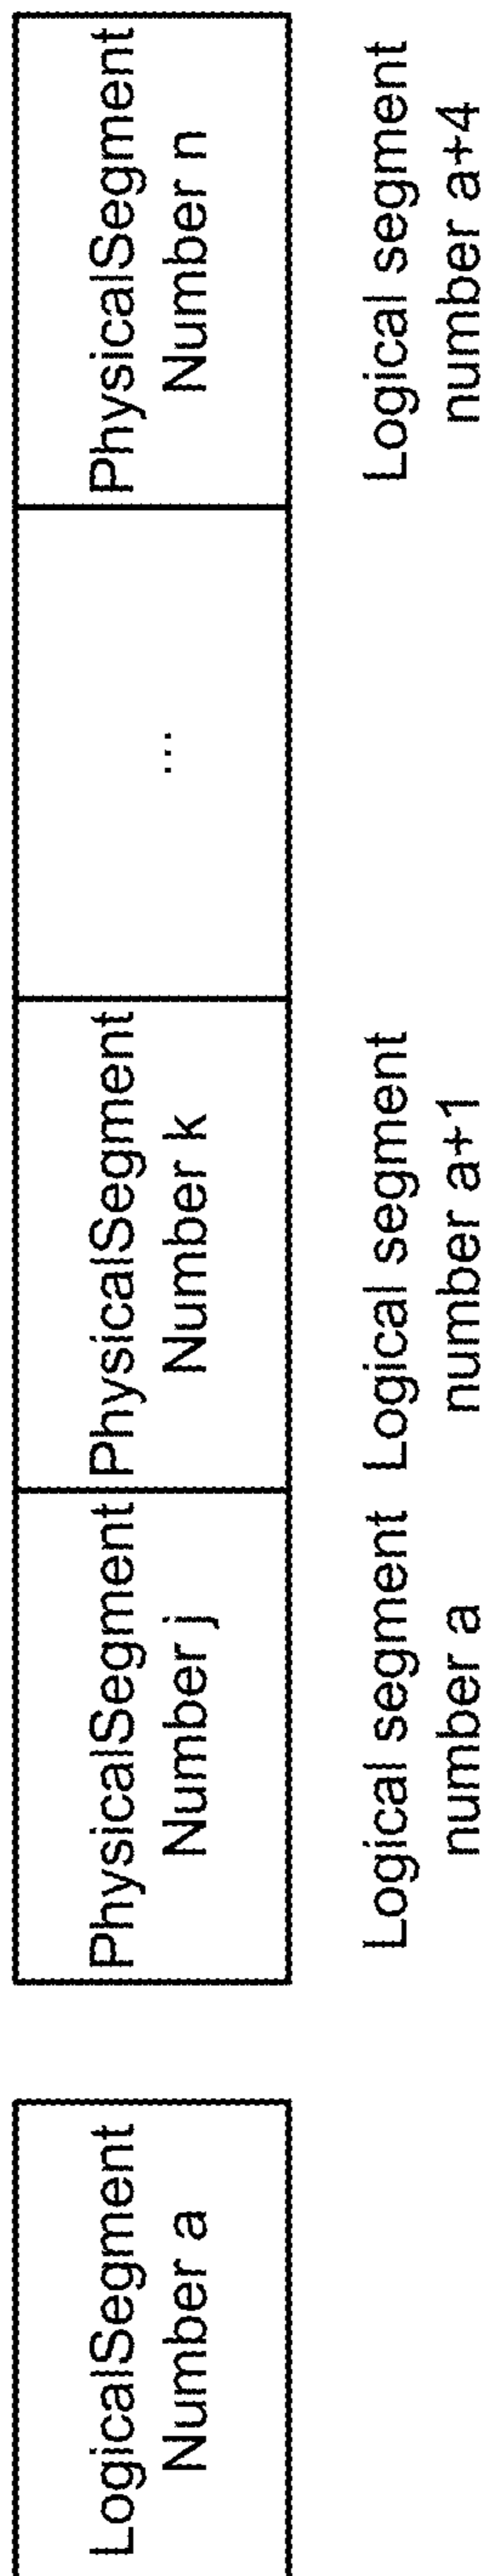 LogicalSegment
Number a
PhysicalSegment
Number j
PhysicalSegment
Number k
...
PhysicalSegment
Number n
Logical segment
number a
Logical segment
number a+1
Logical segment
number a+4